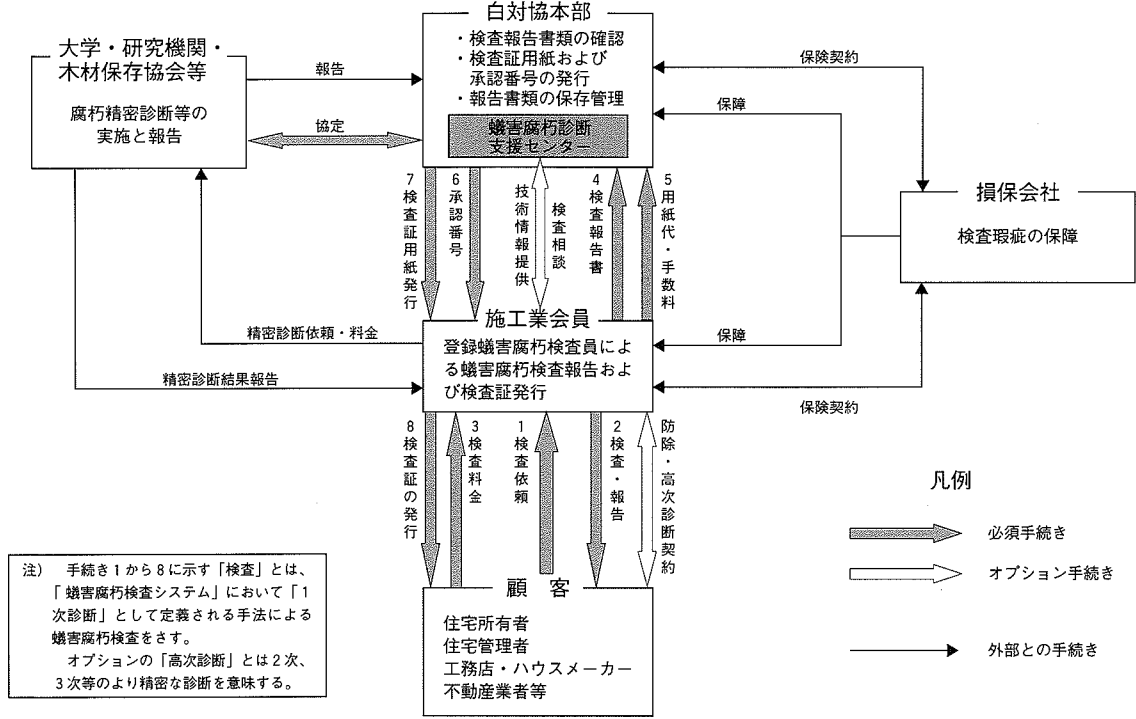 白対協本部
・検査報告書類の確認
・検査証用紙および
承認番号の発行
・報告書類の保存管理
蟻害腐朽診断
支援センター
大学・研究機関・
木材保存協会等
腐朽精密診断等の
実施と報告
報告
協定
保険契約
保障
損保会社
検査瑕疵の保障
7検査証用紙発行
6承認番号
技術情報提供
検査相談
4検査報告書
5用紙代・手数料
施工業会員
登録蟻害腐朽検査員によ
る蟻害腐朽検査報告およ
び検査証発行
精密診断依頼・料金
精密診断結果報告
保障
保険契約
8検査証の発行
3検査料金
1検査依頼
2検査・報告
防除・高次診断契約
顧 客
住宅所有者
住宅管理者
工務店・ハウスメーカー
不動産業者等
凡例
必須手続き
オプション手続き
外部との手続き
注) 手続き1から8に示す「検査」とは、
「蟻害腐朽検査システム」において「1
次診断」として定義される手法による
蟻害腐朽検査をさす。
オプションの「高次診断」とは2次、
3次等のより精密な診断を意味する。